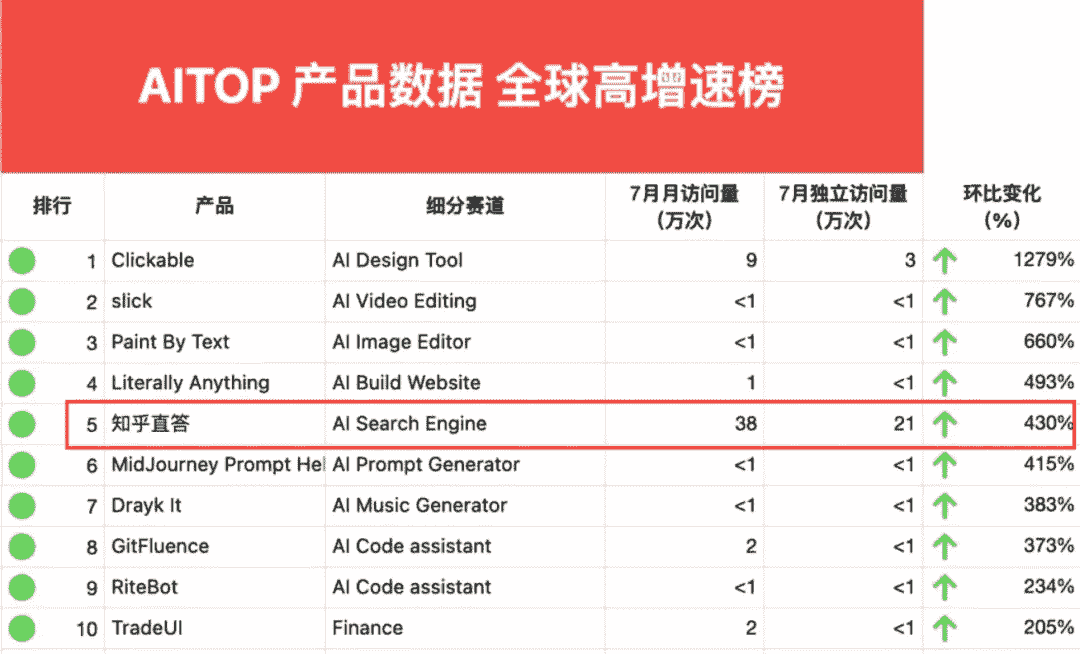 AITOP 产品数据 全球高增速榜
排行 产品 细分赛道 7月月访问量（万次） 7月独立访问量（万次） 环比变化（%）
1 Clickable AI Design Tool 9 3 1279%
2 slick AI Video Editing <1 <1 767%
3 Paint By Text AI Image Editor <1 <1 660%
4 Literally Anything AI Build Website 1 <1 493%
5 知乎直答 AI Search Engine 38 21 430%
6 MidJourney Prompt Hel AI Prompt Generator <1 <1 415%
7 Drayk It AI Music Generator <1 <1 383%
8 GitFluence AI Code assistant 2 <1 373%
9 RiteBot AI Code assistant <1 <1 234%
10 TradeUI Finance 2 <1 205%